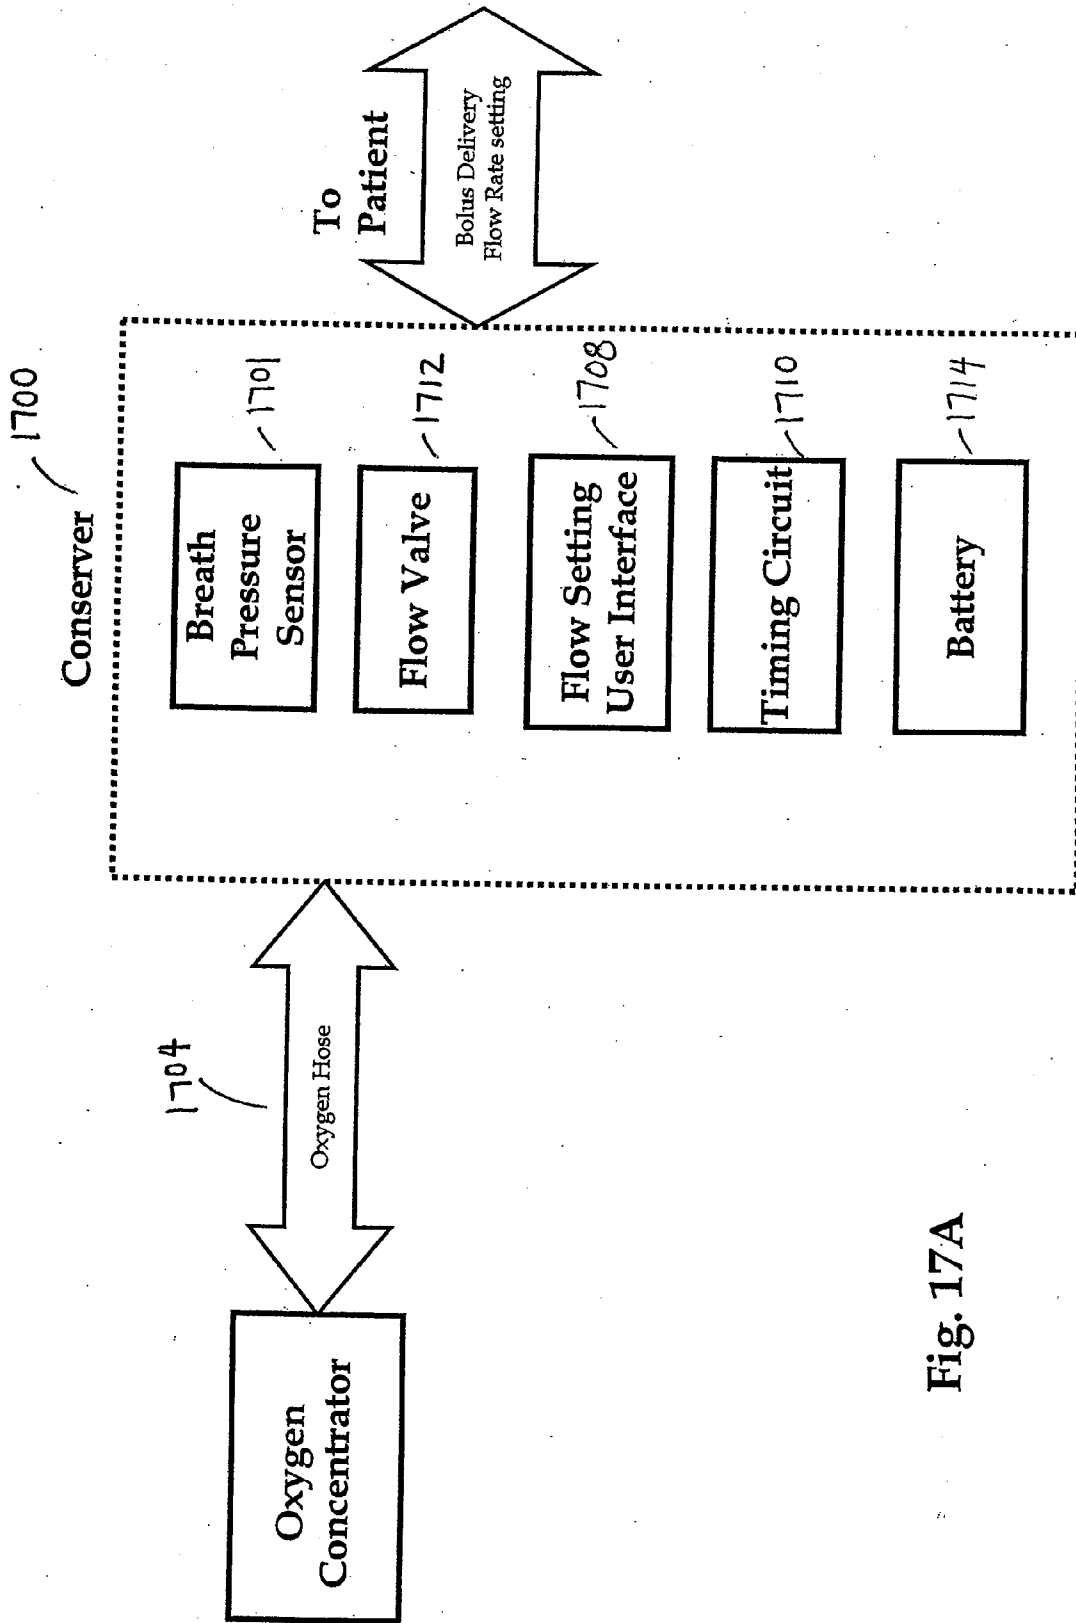 1700
Conserver
To
Patient
Oxygen
Concentrator
1704
Oxygen Hose
Breath
Pressure
Sensor
1701
Flow Valve
1712
Flow Setting
User Interface
1708
Timing Circuit
1710
Battery
1714
Bolus Delivery
Flow Rate setting
Fig. 17A